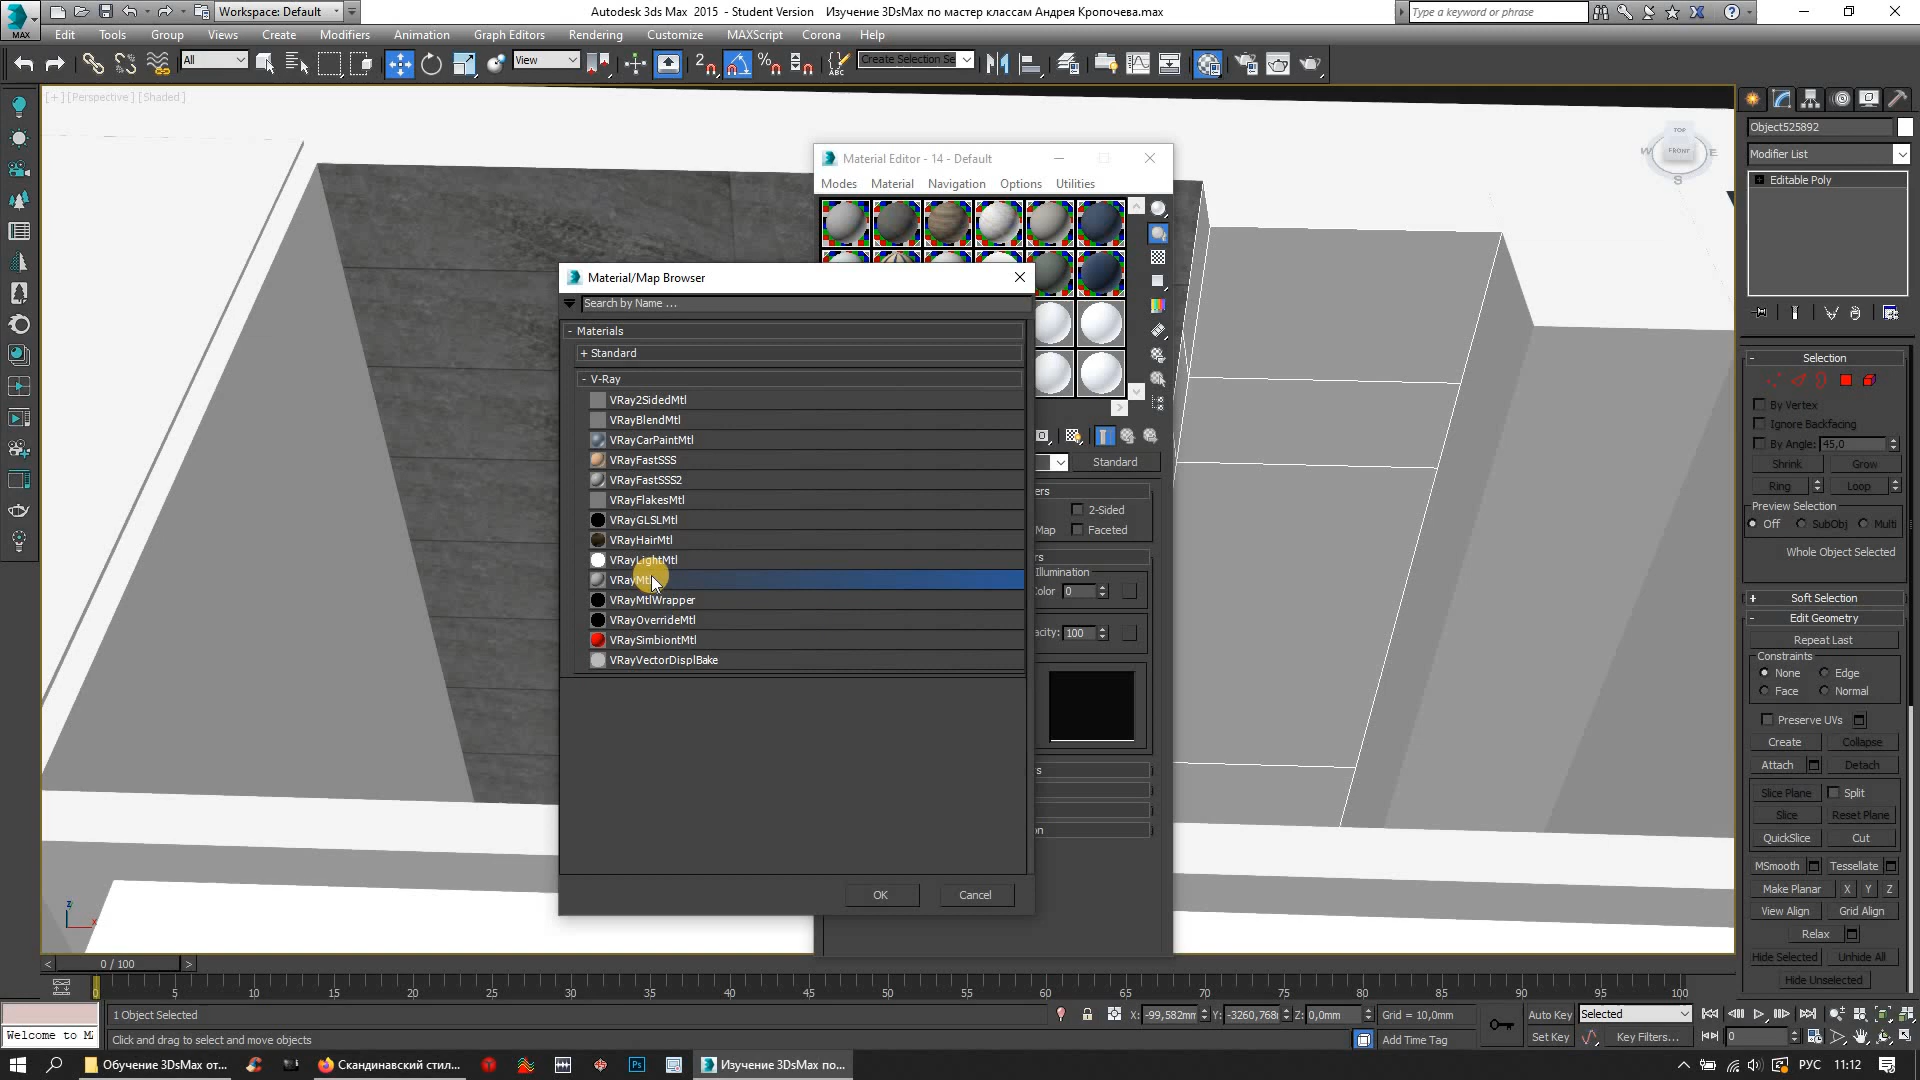 Workspace: Default
Autodesk 3ds Max 2015 - Student Version Изучение 3DsMax по мастер классам Андрея Кропочева.max
Type a keyword or phrase
MAX
Edit Tools Group Views Create Modifiers Animation Graph Editors Rendering Customize MAXScript Corona Help
All
View
Create Selection Se
[+] [Perspective] [Shaded]
Material Editor - 14 - Default
Modes Material Navigation Options Utilities
Material/Map Browser
Search by Name ...
- Materials
+ Standard
- V-Ray
VRay2SidedMtl
VRayBlendMtl
VRayCarPaintMtl
VRayFastSSS
VRayFastSSS2
VRayFlakesMtl
VRayGLSLMtl
VRayHairMtl
VRayLightMtl
VRayMtl
VRayMtlWrapper
VRayOverrideMtl
VRaySimbiontMtl
VRayVectorDisplBake
OK Cancel
Standard
ers
2-Sided
Map Faceted
rs
Illumination
olor 0
acity: 100
s
on
TOP
FRONT
W E
S
Object525892
Modifier List
Editable Poly
- Selection
By Vertex
Ignore Backfacing
By Angle: 45,0
Shrink Grow
Ring Loop
Preview Selection
Off SubObj Multi
Whole Object Selected
+ Soft Selection
- Edit Geometry
Repeat Last
Constraints
None Edge
Face Normal
Preserve UVs
Create Collapse
Attach Detach
Slice Plane Split
Slice Reset Plane
QuickSlice Cut
MSmooth Tessellate
Make Planar X Y Z
View Align Grid Align
Relax
Hide Selected Unhide All
Hide Unselected
z
x
< 0 / 100 >
0 5 10 15 20 25 30 35 40 45 50 55 60 65 70 75 80 85 90 95 100
1 Object Selected
X: -99,582mm Y: -3260,768 Z: 0,0mm Grid = 10,0mm
Auto Key Selected
Welcome to M
Click and drag to select and move objects
Add Time Tag
Set Key Key Filters... 0
Обучение 3DsMax от...
Скандинавский стил...
Ps
Изучение 3DsMax по...
РУС 11:12